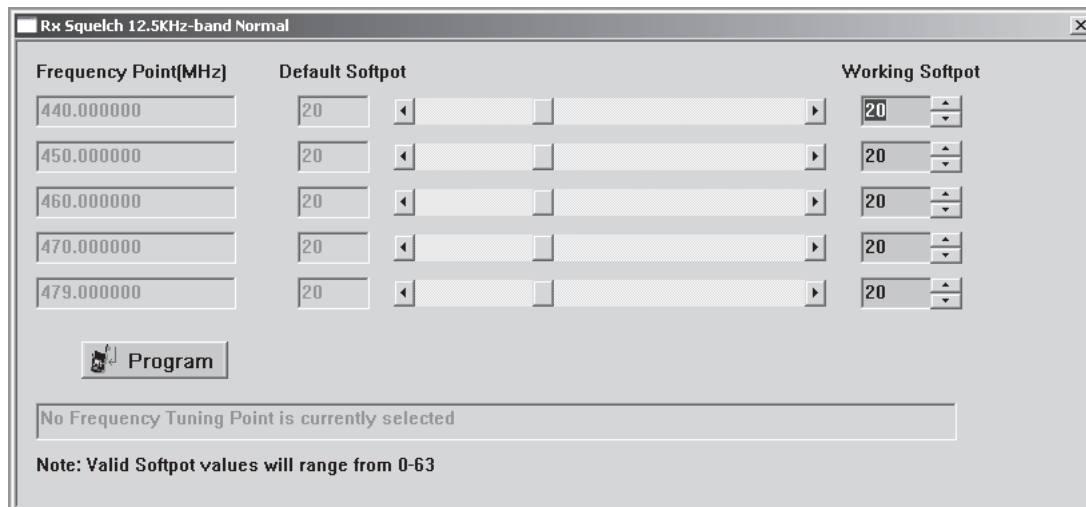 Rx Squelch 12.5KHz-band Normal
Frequency Point(MHz) Default Softpot Working Softpot
440.000000 20 20
450.000000 20 20
460.000000 20 20
470.000000 20 20
479.000000 20 20
Program
No Frequency Tuning Point is currently selected
Note: Valid Softpot values will range from 0-63